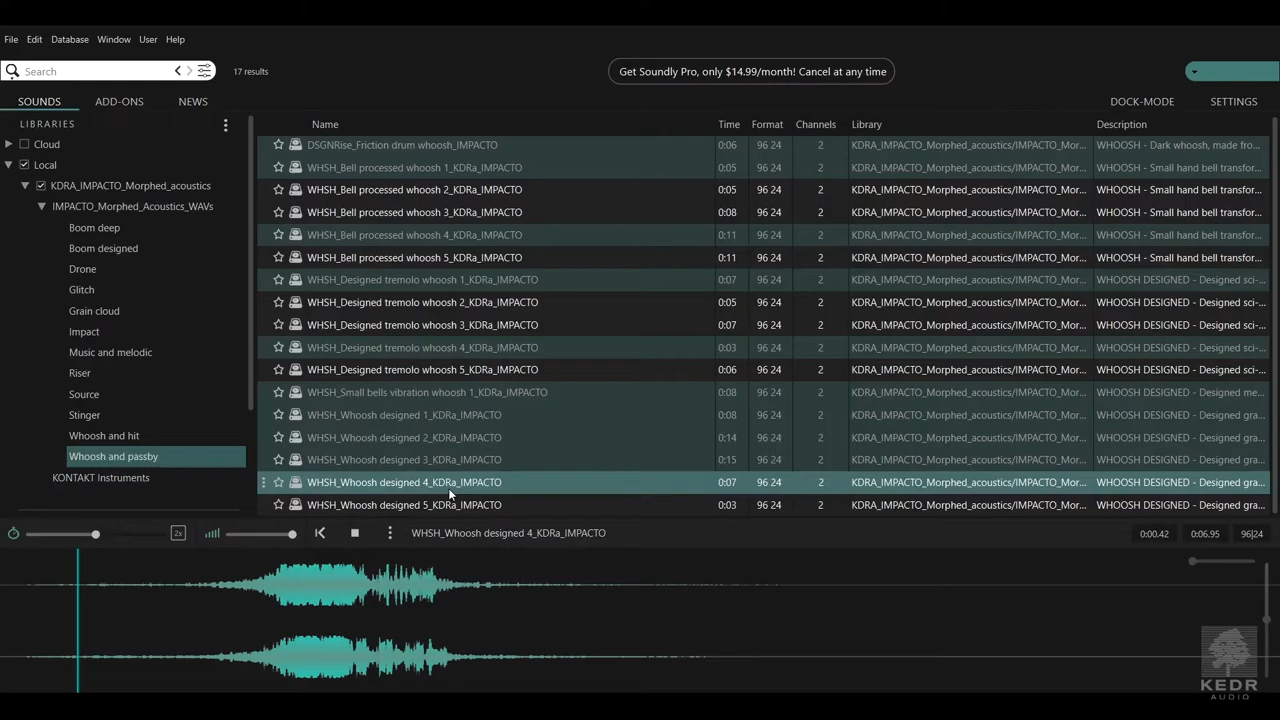 File Edit Database Window User Help
Search 17 results Get Soundly Pro, only $14.99/month! Cancel at any time
SOUNDS ADD-ONS NEWS DOCK-MODE SETTINGS
LIBRARIES
Cloud
Local
KDRA_IMPACTO_Morphed_acoustics
IMPACTO_Morphed_Acoustics_WAVs
Boom deep
Boom designed
Drone
Glitch
Grain cloud
Impact
Music and melodic
Riser
Source
Stinger
Whoosh and hit
Whoosh and passby
KONTAKT Instruments
Name Time Format Channels Library Description
DSGNRise_Friction drum whoosh_IMPACTO 0:06 96 24 2 KDRA_IMPACTO_Morphed_acoustics/IMPACTO_Mor... WHOOSH - Dark whoosh, made fro...
WHSH_Bell processed whoosh 1_KDRa_IMPACTO 0:05 96 24 2 KDRA_IMPACTO_Morphed_acoustics/IMPACTO_Mor... WHOOSH - Small hand bell transfor...
WHSH_Bell processed whoosh 2_KDRa_IMPACTO 0:05 96 24 2 KDRA_IMPACTO_Morphed_acoustics/IMPACTO_Mor... WHOOSH - Small hand bell transfor...
WHSH_Bell processed whoosh 3_KDRa_IMPACTO 0:08 96 24 2 KDRA_IMPACTO_Morphed_acoustics/IMPACTO_Mor... WHOOSH - Small hand bell transfor...
WHSH_Bell processed whoosh 4_KDRa_IMPACTO 0:11 96 24 2 KDRA_IMPACTO_Morphed_acoustics/IMPACTO_Mor... WHOOSH - Small hand bell transfor...
WHSH_Bell processed whoosh 5_KDRa_IMPACTO 0:11 96 24 2 KDRA_IMPACTO_Morphed_acoustics/IMPACTO_Mor... WHOOSH - Small hand bell transfor...
WHSH_Designed tremolo whoosh 1_KDRa_IMPACTO 0:07 96 24 2 KDRA_IMPACTO_Morphed_acoustics/IMPACTO_Mor... WHOOSH DESIGNED - Designed sci-...
WHSH_Designed tremolo whoosh 2_KDRa_IMPACTO 0:05 96 24 2 KDRA_IMPACTO_Morphed_acoustics/IMPACTO_Mor... WHOOSH DESIGNED - Designed sci-...
WHSH_Designed tremolo whoosh 3_KDRa_IMPACTO 0:07 96 24 2 KDRA_IMPACTO_Morphed_acoustics/IMPACTO_Mor... WHOOSH DESIGNED - Designed sci-...
WHSH_Designed tremolo whoosh 4_KDRa_IMPACTO 0:03 96 24 2 KDRA_IMPACTO_Morphed_acoustics/IMPACTO_Mor... WHOOSH DESIGNED - Designed sci-...
WHSH_Designed tremolo whoosh 5_KDRa_IMPACTO 0:06 96 24 2 KDRA_IMPACTO_Morphed_acoustics/IMPACTO_Mor... WHOOSH DESIGNED - Designed sci-...
WHSH_Small bells vibration whoosh 1_KDRa_IMPACTO 0:08 96 24 2 KDRA_IMPACTO_Morphed_acoustics/IMPACTO_Mor... WHOOSH DESIGNED - Designed me...
WHSH_Whoosh designed 1_KDRa_IMPACTO 0:08 96 24 2 KDRA_IMPACTO_Morphed_acoustics/IMPACTO_Mor... WHOOSH DESIGNED - Designed gra...
WHSH_Whoosh designed 2_KDRa_IMPACTO 0:14 96 24 2 KDRA_IMPACTO_Morphed_acoustics/IMPACTO_Mor... WHOOSH DESIGNED - Designed gra...
WHSH_Whoosh designed 3_KDRa_IMPACTO 0:15 96 24 2 KDRA_IMPACTO_Morphed_acoustics/IMPACTO_Mor... WHOOSH DESIGNED - Designed gra...
WHSH_Whoosh designed 4_KDRa_IMPACTO 0:07 96 24 2 KDRA_IMPACTO_Morphed_acoustics/IMPACTO_Mor... WHOOSH DESIGNED - Designed gra...
WHSH_Whoosh designed 5_KDRa_IMPACTO 0:03 96 24 2 KDRA_IMPACTO_Morphed_acoustics/IMPACTO_Mor... WHOOSH DESIGNED - Designed gra...
2x WHSH_Whoosh designed 4_KDRa_IMPACTO 0:00.42 0:06.95 96|24
KEDR
AUDIO